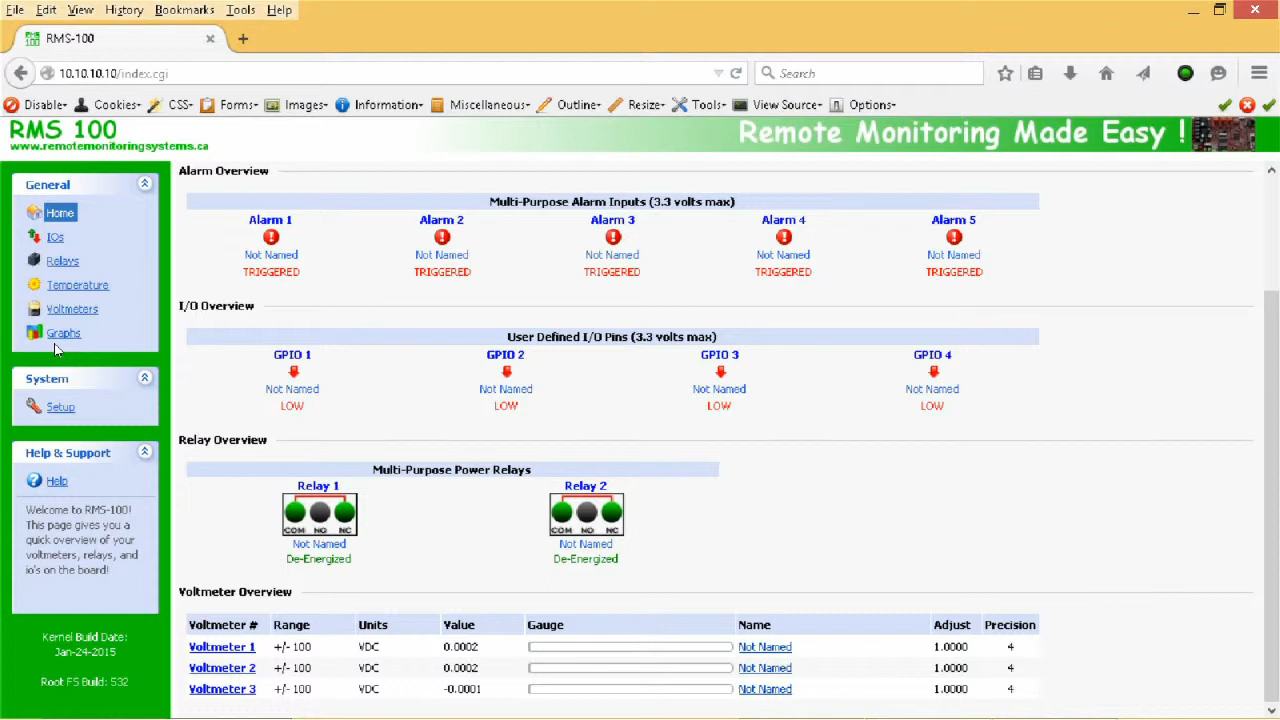 File Edit View History Bookmarks Tools Help
RMS-100
10.10.10.10/index.cgi
Search
Disable Cookies CSS Forms Images Information Miscellaneous Outline Resize Tools View Source Options
RMS 100
www.remotemonitoringsystems.ca
Remote Monitoring Made Easy !
General
Home
IOs
Relays
Temperature
Voltmeters
Graphs
System
Setup
Help & Support
Help
Welcome to RMS-100!
This page gives you a
quick overview of your
voltmeters, relays, and
io's on the board!
Kernel Build Date:
Jan-24-2015
Root FS Build: 532
Alarm Overview
Multi-Purpose Alarm Inputs (3.3 volts max)
Alarm 1 Alarm 2 Alarm 3 Alarm 4 Alarm 5
Not Named Not Named Not Named Not Named Not Named
TRIGGERED TRIGGERED TRIGGERED TRIGGERED TRIGGERED
I/O Overview
User Defined I/O Pins (3.3 volts max)
GPIO 1 GPIO 2 GPIO 3 GPIO 4
Not Named Not Named Not Named Not Named
LOW LOW LOW LOW
Relay Overview
Multi-Purpose Power Relays
Relay 1 Relay 2
COM NO NC COM NO NC
Not Named Not Named
De-Energized De-Energized
Voltmeter Overview
Voltmeter # Range Units Value Gauge Name Adjust Precision
Voltmeter 1 +/- 100 VDC 0.0002 Not Named 1.0000 4
Voltmeter 2 +/- 100 VDC 0.0002 Not Named 1.0000 4
Voltmeter 3 +/- 100 VDC -0.0001 Not Named 1.0000 4